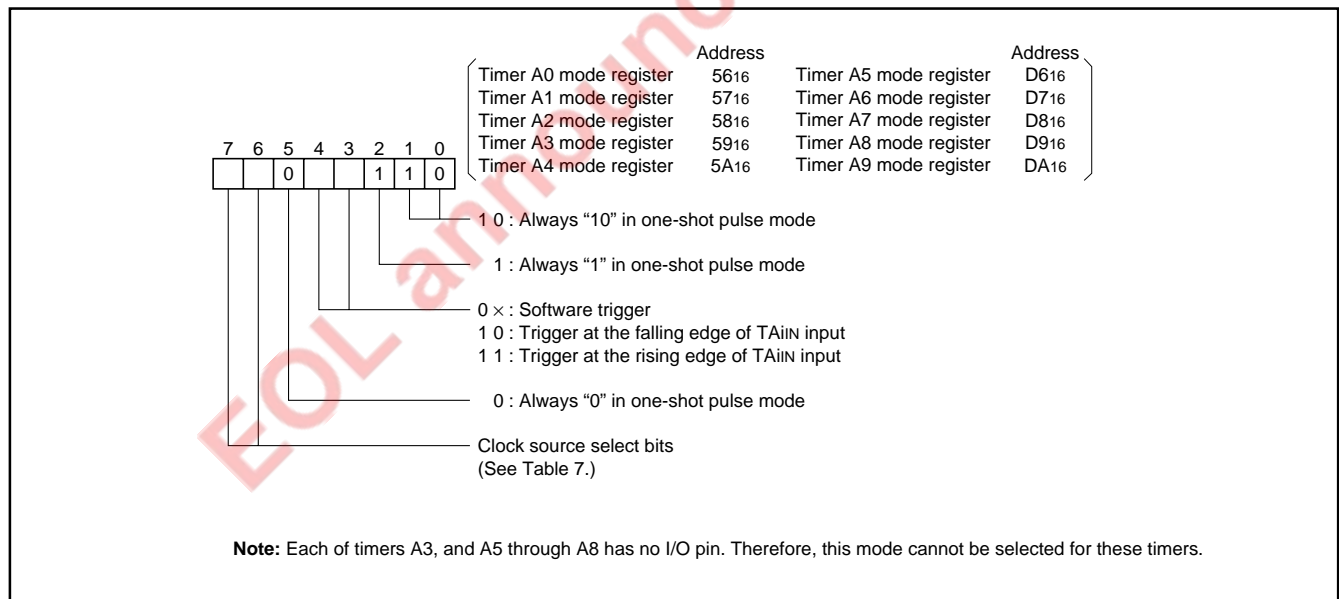 EOL announc
Address Address
Timer A0 mode register 5616 Timer A5 mode register D616
Timer A1 mode register 5716 Timer A6 mode register D716
Timer A2 mode register 5816 Timer A7 mode register D816
Timer A3 mode register 5916 Timer A8 mode register D916
Timer A4 mode register 5A16 Timer A9 mode register DA16
7 6 5 4 3 2 1 0
0 1 1 0
1 0 : Always “10” in one-shot pulse mode
1 : Always “1” in one-shot pulse mode
0 × : Software trigger
1 0 : Trigger at the falling edge of TAiIN input
1 1 : Trigger at the rising edge of TAiIN input
0 : Always “0” in one-shot pulse mode
Clock source select bits
(See Table 7.)
Note: Each of timers A3, and A5 through A8 has no I/O pin. Therefore, this mode cannot be selected for these timers.